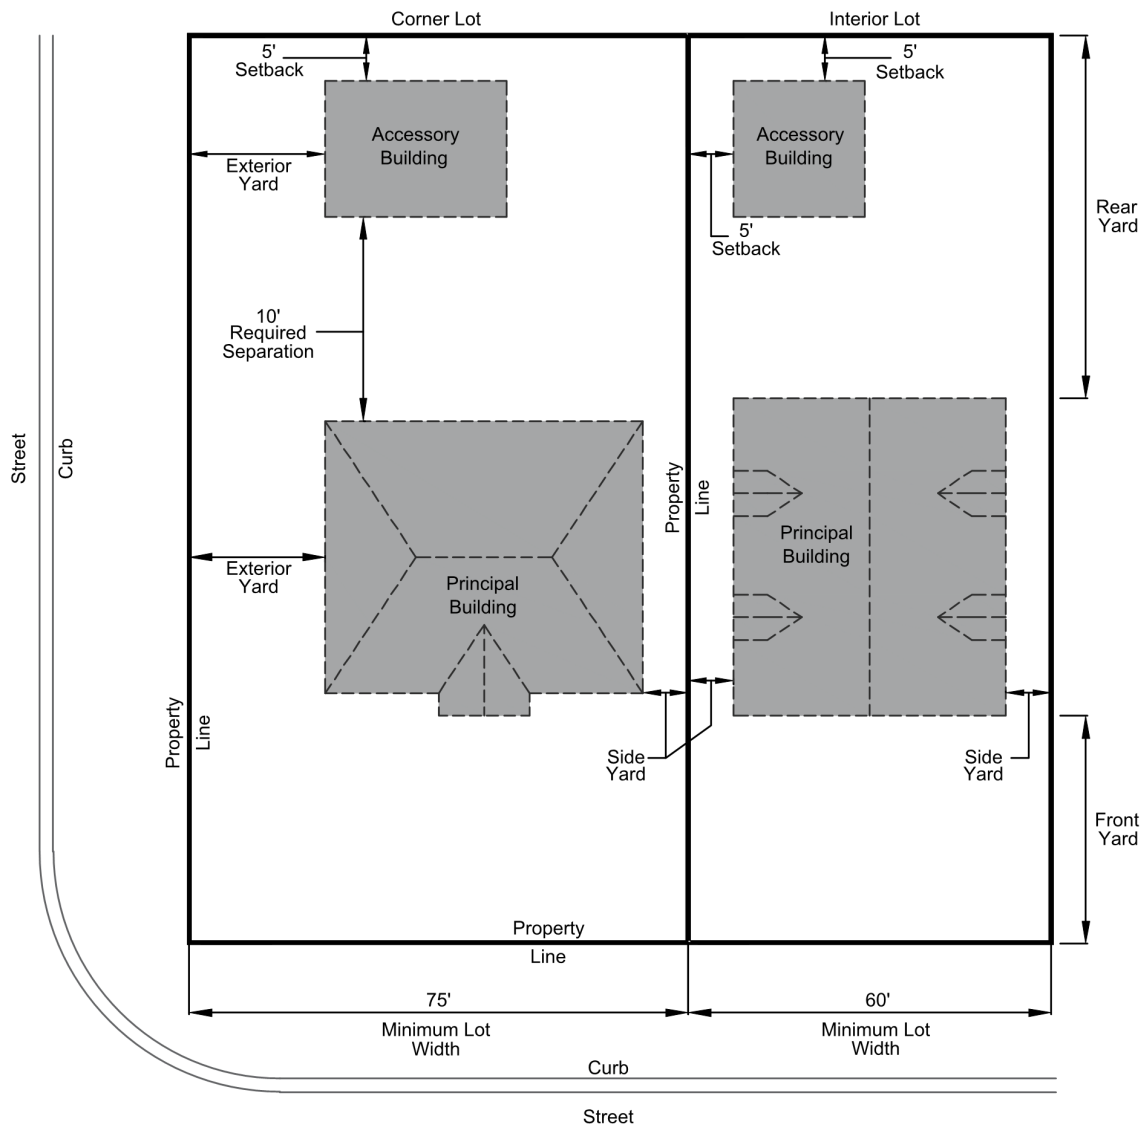 Corner Lot
Interior Lot
5'
Setback
5'
Setback
Accessory
Building
Accessory
Building
Exterior
Yard
Rear
Yard
5'
Setback
10'
Required
Separation
Street
Curb
Property
Line
Principal
Building
Exterior
Yard
Principal
Building
Property
Line
Side
Yard
Side
Yard
Front
Yard
Property
Line
75'
Minimum Lot
Width
60'
Minimum Lot
Width
Curb
Street